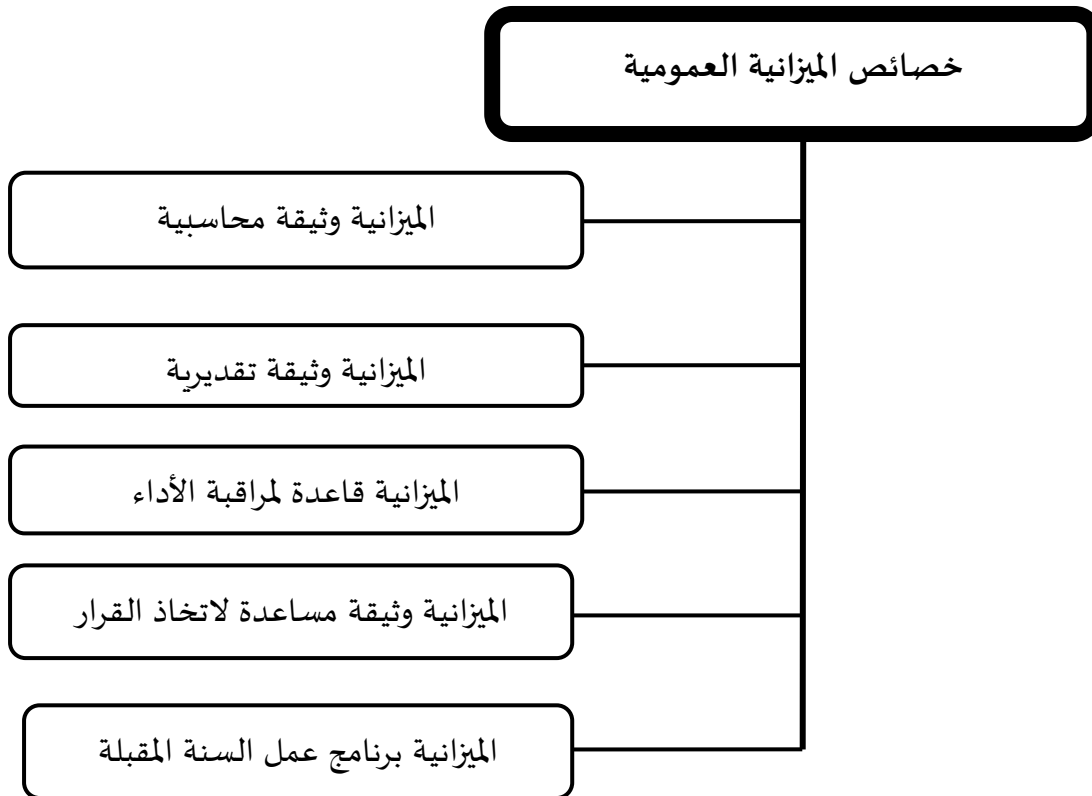 خصائص الميزانية العمومية
الميزانية وثيقة محاسبية
الميزانية وثيقة تقديرية
الميزانية قاعدة لمراقبة الأداء
الميزانية وثيقة مساعدة لاتخاذ القرار
الميزانية برنامج عمل السنة المقبلة